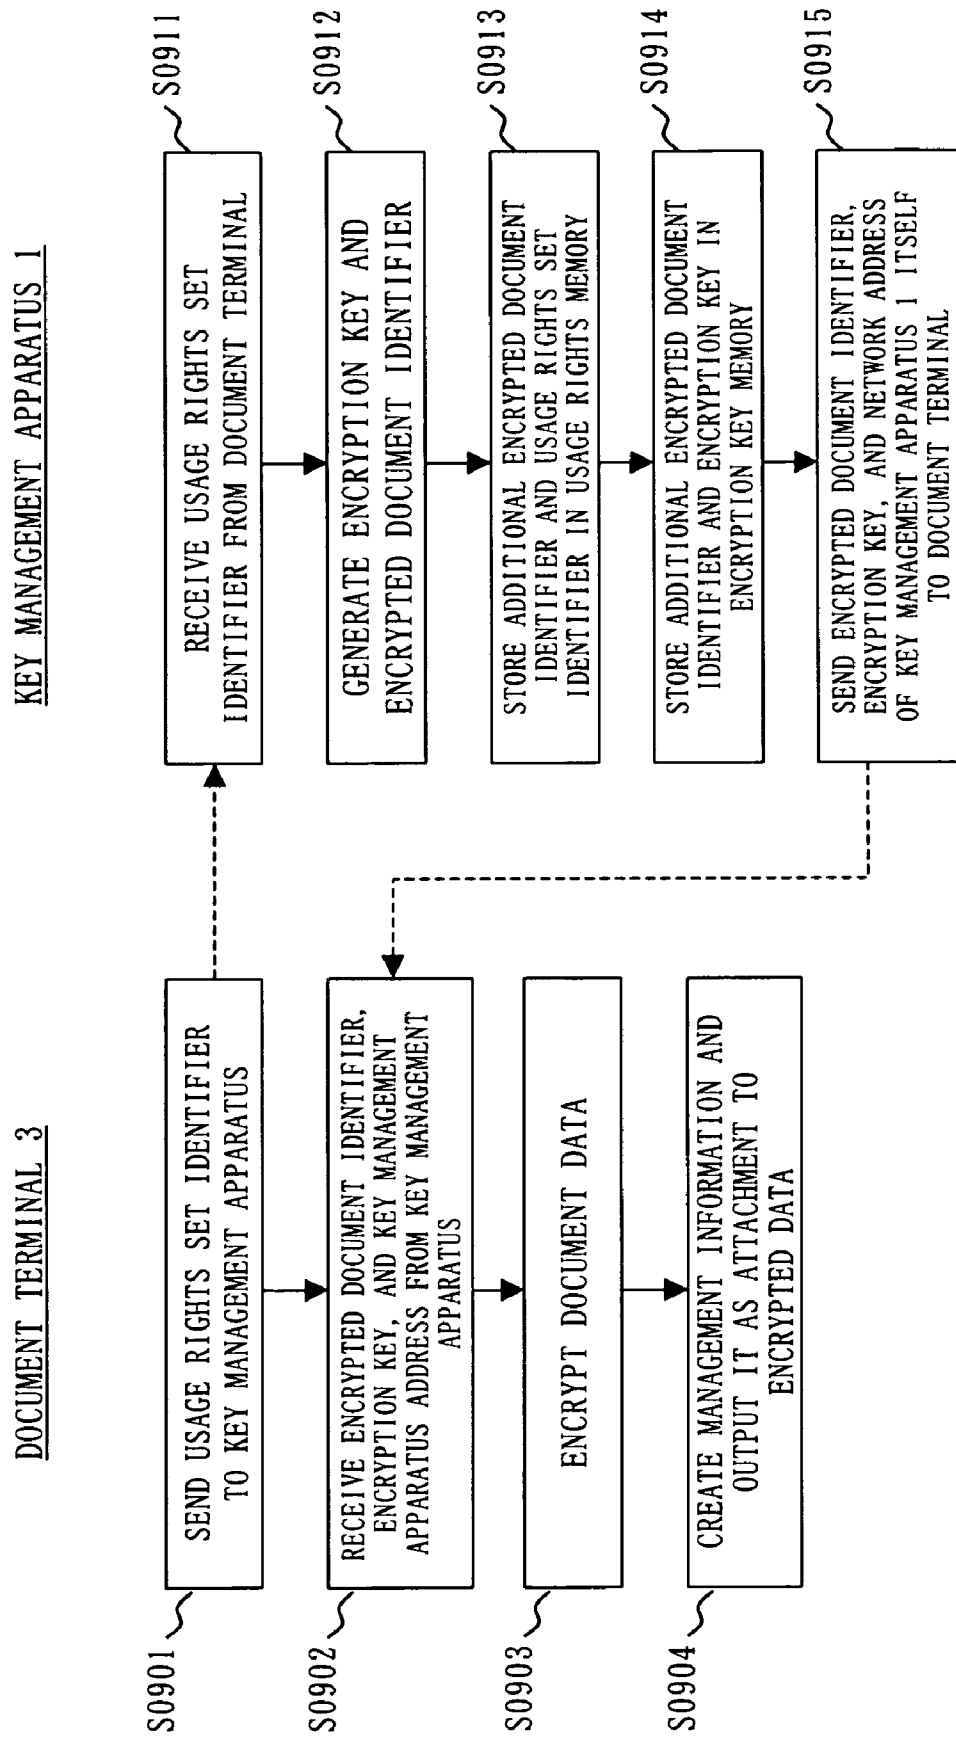 DOCUMENT TERMINAL 3
S0901
SEND USAGE RIGHTS SET IDENTIFIER
TO KEY MANAGEMENT APPARATUS
S0902
RECEIVE ENCRYPTED DOCUMENT IDENTIFIER,
ENCRYPTION KEY, AND KEY MANAGEMENT
APPARATUS ADDRESS FROM KEY MANAGEMENT
APPARATUS
S0903
ENCRYPT DOCUMENT DATA
S0904
CREATE MANAGEMENT INFORMATION AND
OUTPUT IT AS ATTACHMENT TO
ENCRYPTED DATA
KEY MANAGEMENT APPARATUS 1
S0911
RECEIVE USAGE RIGHTS SET
IDENTIFIER FROM DOCUMENT TERMINAL
S0912
GENERATE ENCRYPTION KEY AND
ENCRYPTED DOCUMENT IDENTIFIER
S0913
STORE ADDITIONAL ENCRYPTED DOCUMENT
IDENTIFIER AND USAGE RIGHTS SET
IDENTIFIER IN USAGE RIGHTS MEMORY
S0914
STORE ADDITIONAL ENCRYPTED DOCUMENT
IDENTIFIER AND ENCRYPTION KEY IN
ENCRYPTION KEY MEMORY
S0915
SEND ENCRYPTED DOCUMENT IDENTIFIER,
ENCRYPTION KEY, AND NETWORK ADDRESS
OF KEY MANAGEMENT APPARATUS 1 ITSELF
TO DOCUMENT TERMINAL